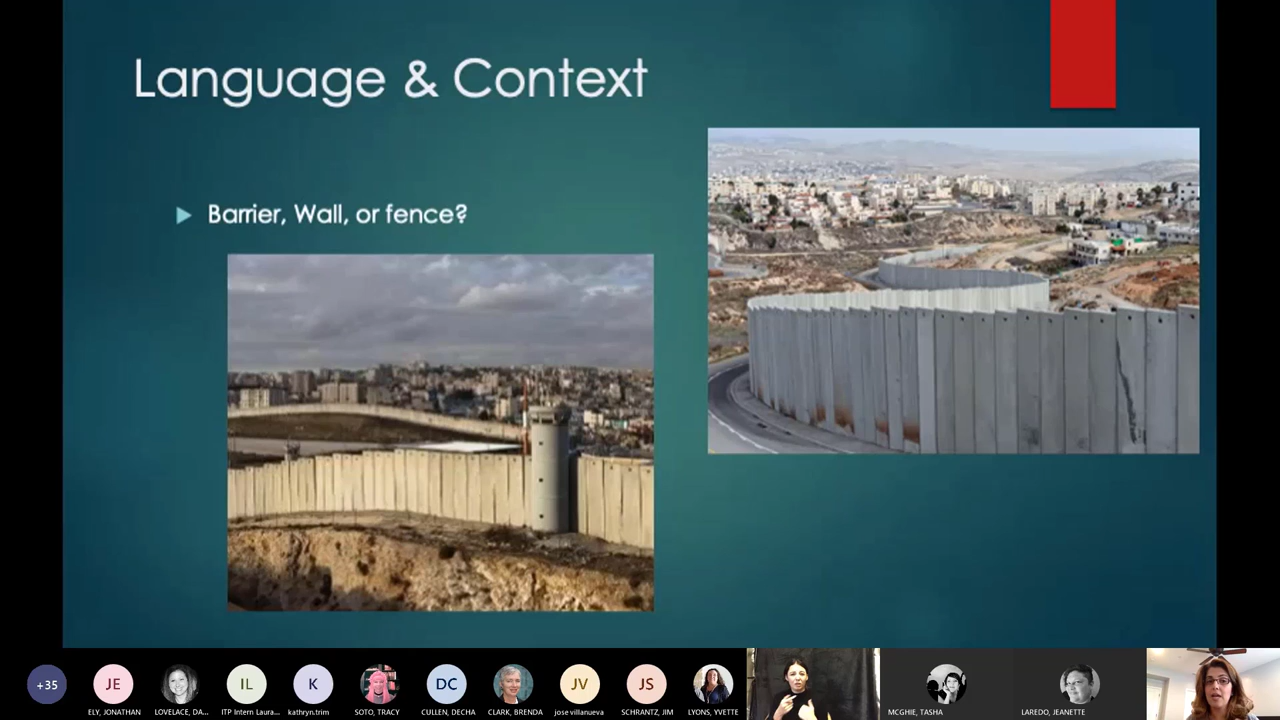 Language & Context
Barrier, Wall, or fence?
+35
JE
IL
K
DC
JV
JS
ELY, JONATHAN
LOVELACE, DA...
ITP Intern Laura...
kathryn.trim
SOTO, TRACY
CULLEN, DECHA
CLARK, BRENDA
jose villanueva
SCHRANTZ, JIM
LYONS, YVETTE
MCGHIE, TASHA
LAREDO, JEANETTE